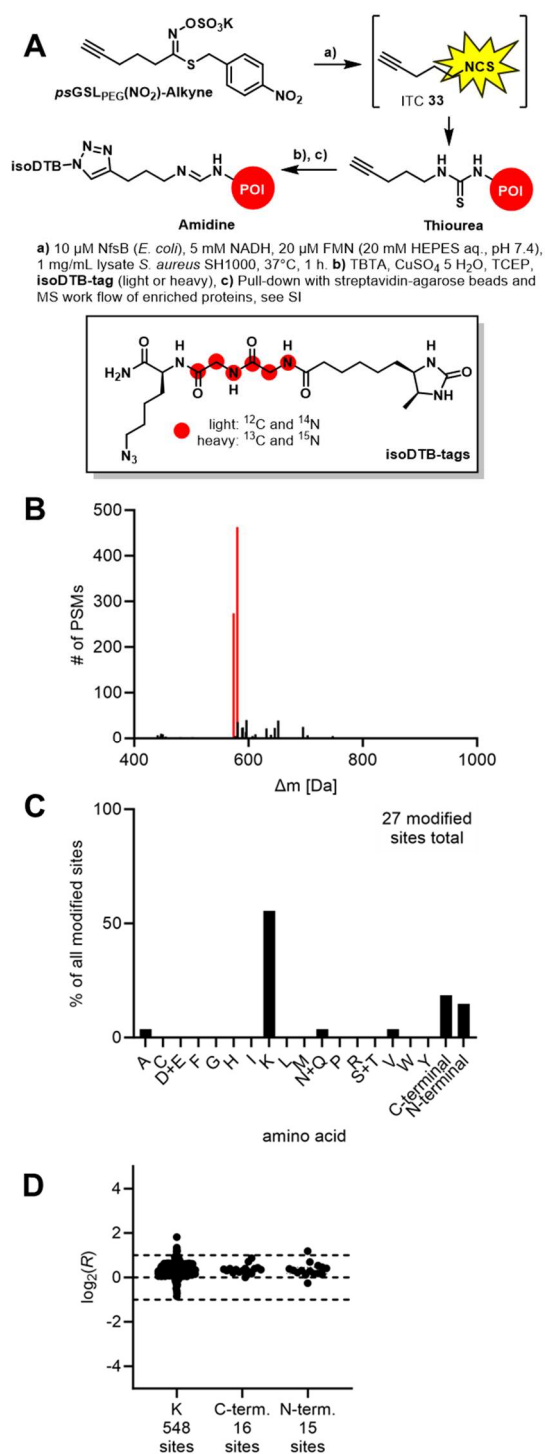 A
NOSO₃K
S
NO₂
psGSL_PEG(NO₂)-Alkyne
a)
NCS
ITC 33
isoDTB
N=N
N
N
H
N
POI
Amidine
b), c)
H
N
H
N
S
POI
Thiourea
a) 10 µM NfsB (E. coli), 5 mM NADH, 20 µM FMN (20 mM HEPES aq., pH 7.4),
1 mg/mL lysate S. aureus SH1000, 37°C, 1 h. b) TBTA, CuSO₄ 5 H₂O, TCEP,
isoDTB-tag (light or heavy), c) Pull-down with streptavidin-agarose beads and
MS work flow of enriched proteins, see SI
O
H₂N
H
N
O
N
H
O
H
N
O
H
N
NH
O
N₃
light: ¹²C and ¹⁴N
heavy: ¹³C and ¹⁵N
isoDTB-tags
B
# of PSMs
500
400
300
200
100
0
400 600 800 1000
Δm [Da]
C
% of all modified sites
100
50
0
27 modified
sites total
A
C
D+E
F
G
H
I
K
L
M
N+Q
P
R
S+T
V
W
Y
C-terminal
N-terminal
amino acid
D
log₂(R)
4
2
0
-2
-4
K C-term. N-term.
548 16 15
sites sites sites